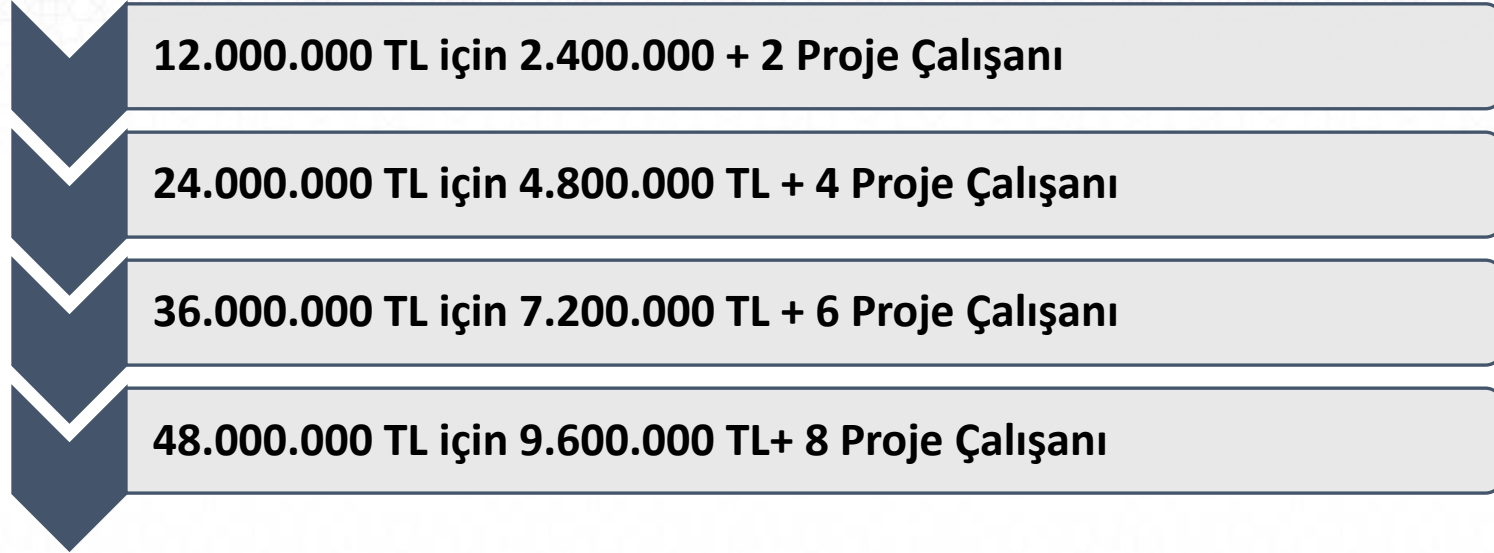 12.000.000 TL için 2.400.000 + 2 Proje Çalışanı
24.000.000 TL için 4.800.000 TL + 4 Proje Çalışanı
36.000.000 TL için 7.200.000 TL + 6 Proje Çalışanı
48.000.000 TL için 9.600.000 TL+ 8 Proje Çalışanı